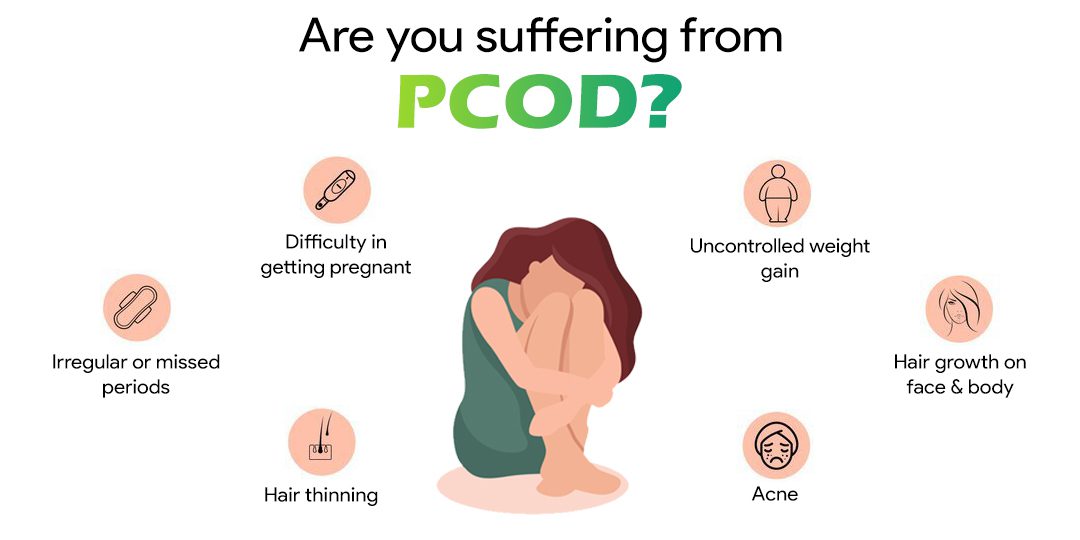 Are you suffering from
PCOD?
Difficulty in
getting pregnant
Uncontrolled weight
gain
Irregular or missed
periods
Hair growth on
face & body
Hair thinning
Acne